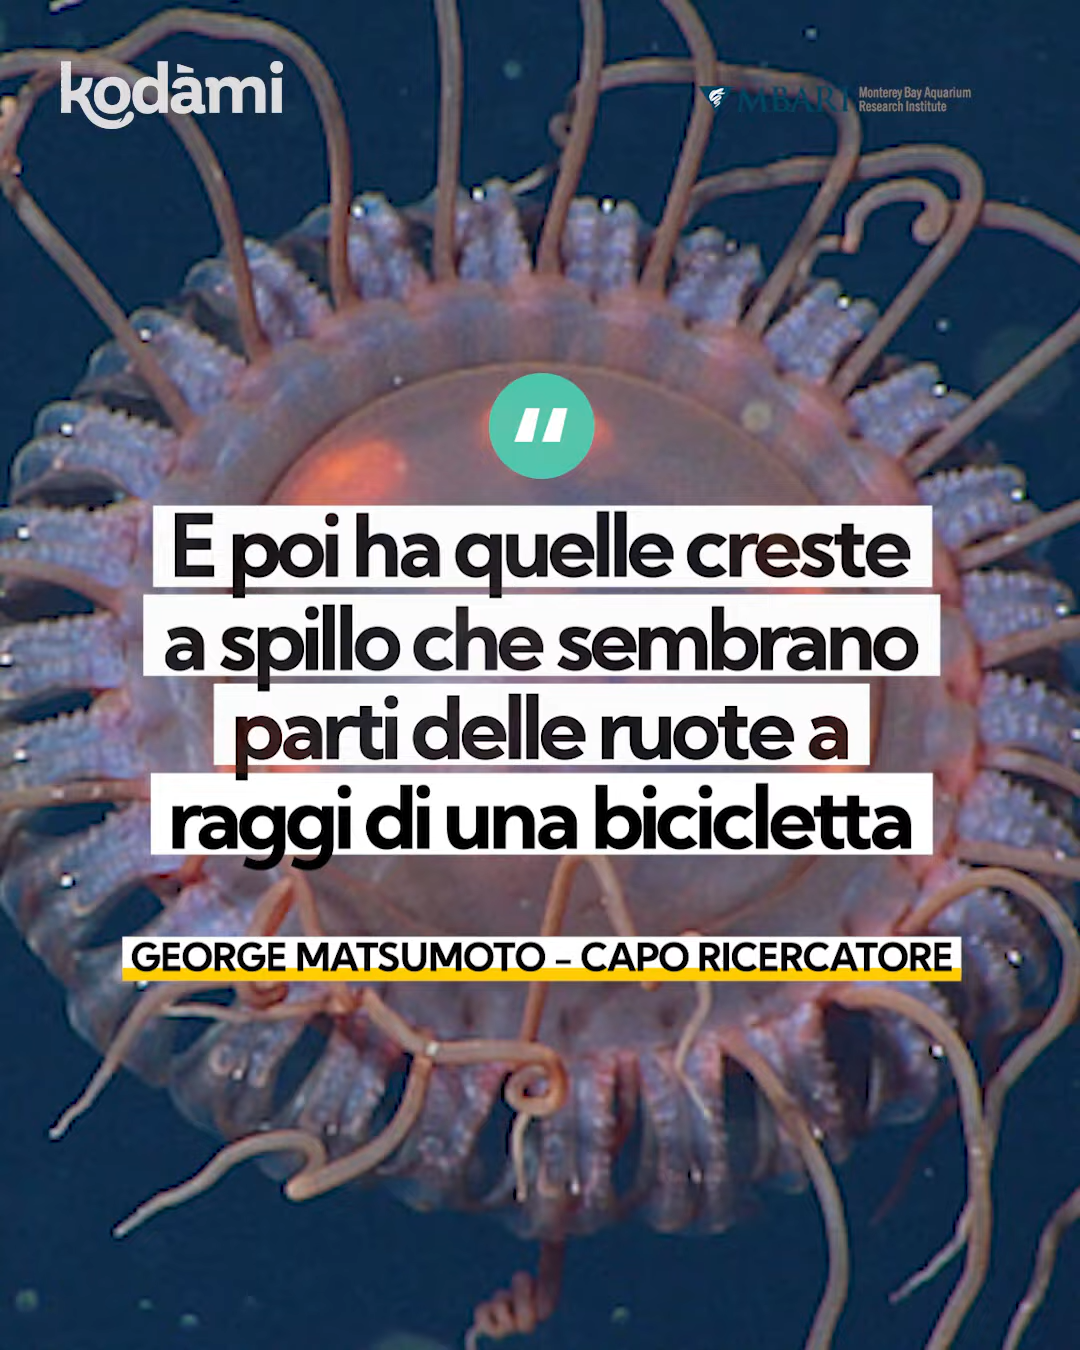 kodàmi
MBARI
Monterey Bay Aquarium
Research Institute
"
E poi ha quelle creste
a spillo che sembrano
parti delle ruote a
raggi di una bicicletta
GEORGE MATSUMOTO – CAPO RICERCATORE